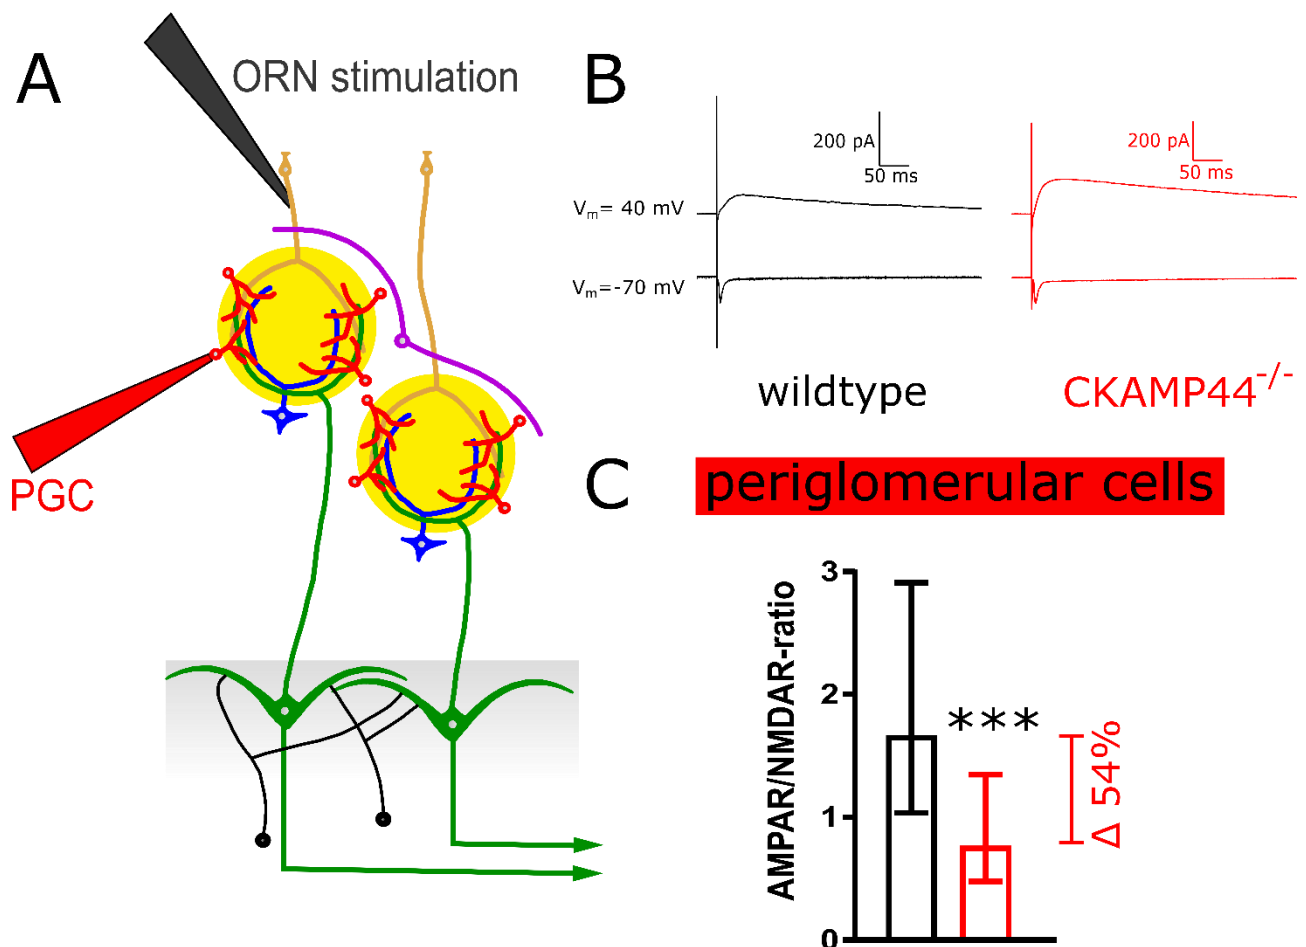 A
ORN stimulation
PGC
B
200 pA
50 ms
200 pA
50 ms
Vₘ= 40 mV
Vₘ=-70 mV
wildtype
CKAMP44⁻/⁻
C
periglomerular cells
AMPAR/NMDAR-ratio
3
2
1
0
***
Δ 54%